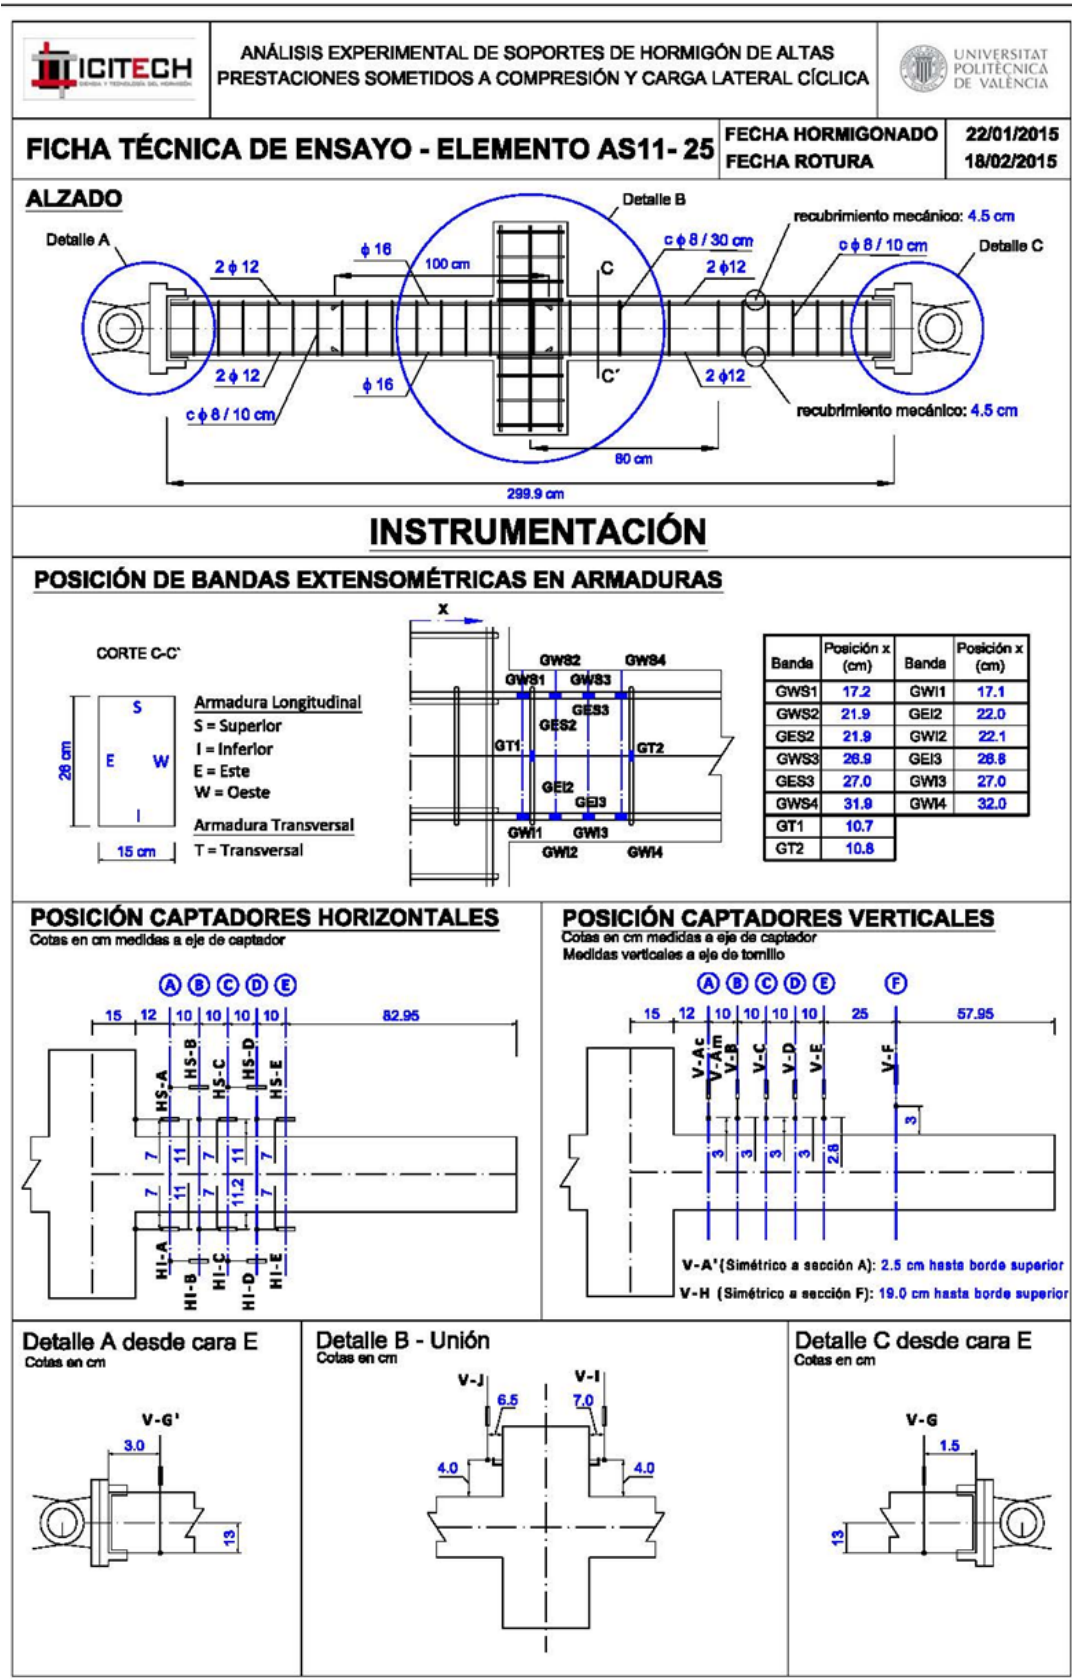 ICITECH
ANÁLISIS EXPERIMENTAL DE SOPORTES DE HORMIGÓN DE ALTAS
PRESTACIONES SOMETIDOS A COMPRESIÓN Y CARGA LATERAL CÍCLICA
UNIVERSITAT
POLITÈCNICA
DE VALÈNCIA
FICHA TÉCNICA DE ENSAYO - ELEMENTO AS11- 25
FECHA HORMIGONADO 22/01/2015
FECHA ROTURA 18/02/2015
ALZADO
Detalle A
2 ϕ 12
ϕ 16
100 cm
Detalle B
C
c ϕ 8 / 30 cm
2 ϕ12
recubrimiento mecánico: 4.5 cm
c ϕ 8 / 10 cm
Detalle C
2 ϕ 12
c ϕ 8 / 10 cm
ϕ 16
C´
2 ϕ12
recubrimiento mecánico: 4.5 cm
80 cm
299.9 cm
INSTRUMENTACIÓN
POSICIÓN DE BANDAS EXTENSOMÉTRICAS EN ARMADURAS
CORTE C-C`
S
E W
I
26 cm
15 cm
Armadura Longitudinal
S = Superior
I = Inferior
E = Este
W = Oeste
Armadura Transversal
T = Transversal
X
GWS2 GWS4
GWS1 GWS3
GES3
GES2
GT1 GT2
GEI2
GEI3
GWI1 GWI3
GWI2 GWI4
Banda Posición x (cm) Banda Posición x (cm)
GWS1 17.2 GWI1 17.1
GWS2 21.9 GEI2 22.0
GES2 21.9 GWI2 22.1
GWS3 26.9 GEI3 26.8
GES3 27.0 GWI3 27.0
GWS4 31.9 GWI4 32.0
GT1 10.7
GT2 10.8
POSICIÓN CAPTADORES HORIZONTALES
Cotas en cm medidas a eje de captador
A B C D E
15 12 10 10 10 10 82.95
HS-A HS-B HS-C HS-D HS-E
7 11 7 11 7
7 11 7 11.2 7
HI-A HI-B HI-C HI-D HI-E
POSICIÓN CAPTADORES VERTICALES
Cotas en cm medidas a eje de captador
Medidas verticales a eje de tornillo
A B C D E F
15 12 10 10 10 10 25 57.95
V-Ac V-Am V-B V-C V-D V-E V-F
3 3 3 3 2.8 3
V-A' (Simétrico a sección A): 2.5 cm hasta borde superior
V-H (Simétrico a sección F): 19.0 cm hasta borde superior
Detalle A desde cara E
Cotas en cm
V-G'
3.0
13
Detalle B - Unión
Cotas en cm
V-J V-I
6.5 7.0
4.0 4.0
Detalle C desde cara E
Cotas en cm
V-G
1.5
13